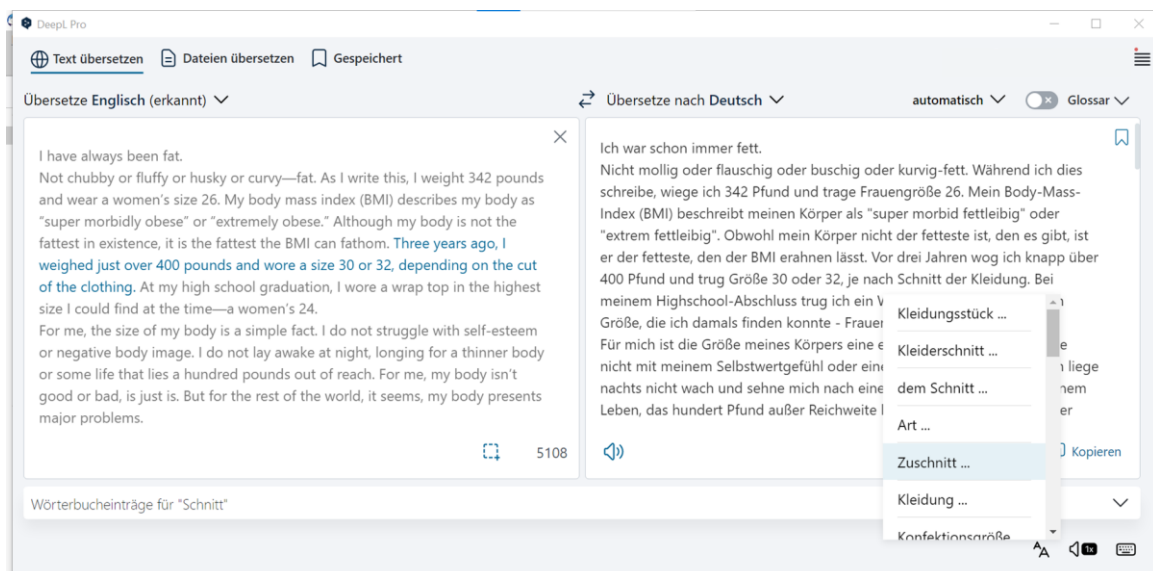 DeepL Pro
Text übersetzen Dateien übersetzen Gespeichert
Übersetze Englisch (erkannt) Übersetze nach Deutsch automatisch Glossar
I have always been fat.
Not chubby or fluffy or husky or curvy—fat. As I write this, I weight 342 pounds
and wear a women's size 26. My body mass index (BMI) describes my body as
"super morbidly obese" or "extremely obese." Although my body is not the
fattest in existence, it is the fattest the BMI can fathom. Three years ago, I
weighed just over 400 pounds and wore a size 30 or 32, depending on the cut
of the clothing. At my high school graduation, I wore a wrap top in the highest
size I could find at the time—a women's 24.
For me, the size of my body is a simple fact. I do not struggle with self-esteem
or negative body image. I do not lay awake at night, longing for a thinner body
or some life that lies a hundred pounds out of reach. For me, my body isn't
good or bad, is just is. But for the rest of the world, it seems, my body presents
major problems.
5108
Ich war schon immer fett.
Nicht mollig oder flauschig oder buschig oder kurvig-fett. Während ich dies
schreibe, wiege ich 342 Pfund und trage Frauengröße 26. Mein Body-Mass-
Index (BMI) beschreibt meinen Körper als "super morbid fettleibig" oder
"extrem fettleibig". Obwohl mein Körper nicht der fetteste ist, den es gibt, ist
er der fetteste, den der BMI erahnen lässt. Vor drei Jahren wog ich knapp über
400 Pfund und trug Größe 30 oder 32, je nach Schnitt der Kleidung. Bei
meinem Highschool-Abschluss trug ich ein
Größe, die ich damals finden konnte -
Für mich ist die Größe meines Körpers eine
nicht mit meinem Selbstwertgefühl oder liege
nachts nicht wach und sehne mich nach
Leben, das hundert Pfund außer Reichweite
Kopieren
Kleidungsstück ...
Kleiderschnitt ...
dem Schnitt ...
Art ...
Zuschnitt ...
Kleidung ...
Konfektionsgröße
Wörterbucheinträge für "Schnitt"
1x